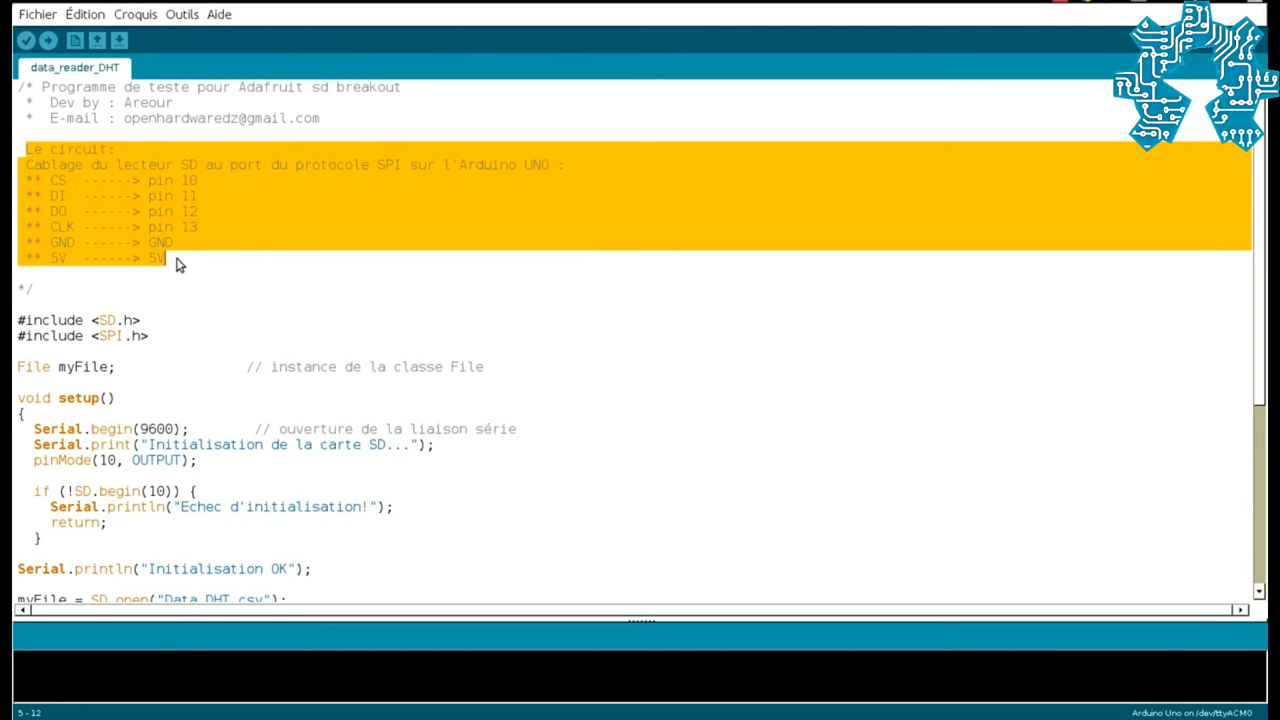 Fichier Édition Croquis Outils Aide
data_reader_DHT
/* Programme de teste pour Adafruit sd breakout
* Dev by : Areour
* E-mail : openhardwaredz@gmail.com
Le circuit:
Cablage du lecteur SD au port du protocole SPI sur l'Arduino UNO :
** CS ------> pin 10
** DI ------> pin 11
** DO ------> pin 12
** CLK ------> pin 13
** GND ------> GND
** 5V ------> 5V
*/
#include <SD.h>
#include <SPI.h>
File myFile; // instance de la classe File
void setup()
{
Serial.begin(9600); // ouverture de la liaison série
Serial.print("Initialisation de la carte SD...");
pinMode(10, OUTPUT);
if (!SD.begin(10)) {
Serial.println("Echec d'initialisation!");
return;
}
Serial.println("Initialisation OK");
myFile = SD.open("Data_DHT.csv");
5 - 12
Arduino Uno on /dev/ttyACM0